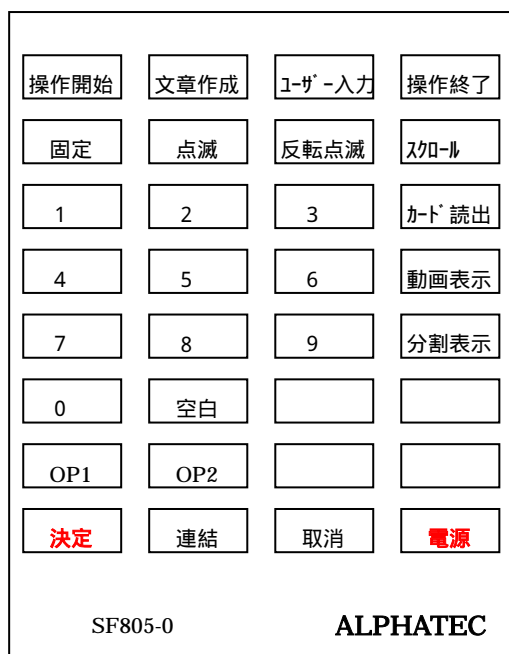 操作開始 文章作成 ﾕｰｻﾞｰ入力 操作終了
固定 点滅 反転点滅 ｽｸﾛｰﾙ
1 2 3 ｶｰﾄﾞ読出
4 5 6 動画表示
7 8 9 分割表示
0 空白
OP1 OP2
決定 連結 取消 電源
SF805-0 ALPHATEC